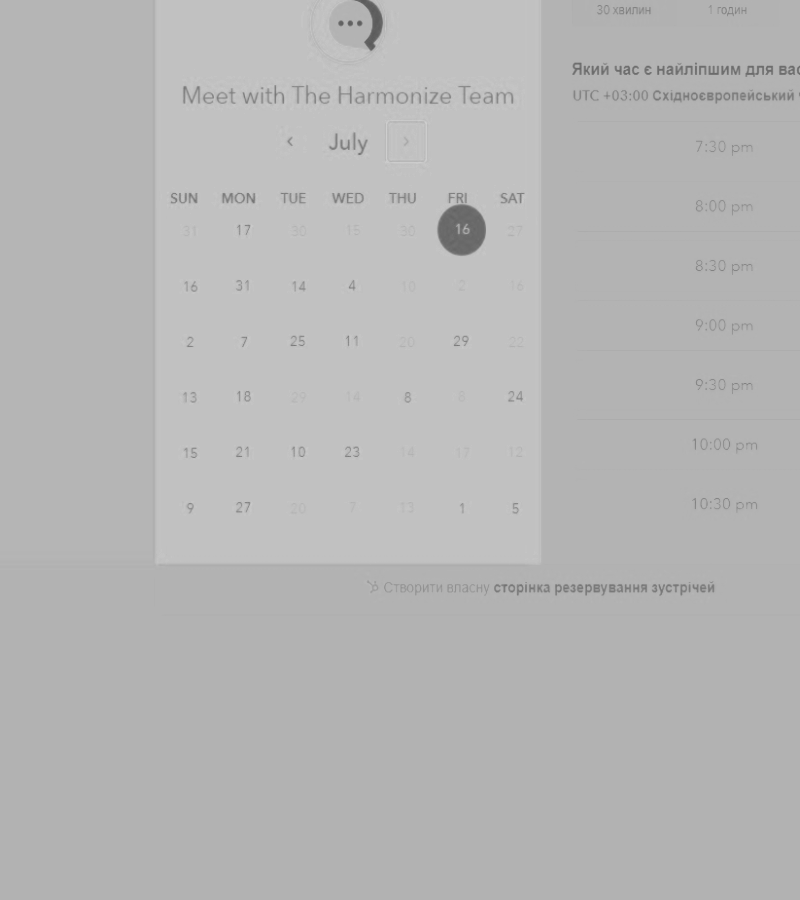 30 хвилин 1 годин
Meet with The Harmonize Team
July
SUN MON TUE WED THU FRI SAT
31 17 30 15 30 16 27
16 31 14 4 10 2 16
2 7 25 11 20 29 22
13 18 29 14 8 8 24
15 21 10 23 14 17 12
9 27 20 7 13 1 5
Який час є найліпшим для вас
UTC +03:00 Східноєвропейський
7:30 pm
8:00 pm
8:30 pm
9:00 pm
9:30 pm
10:00 pm
10:30 pm
Створити власну сторінка резервування зустрічей